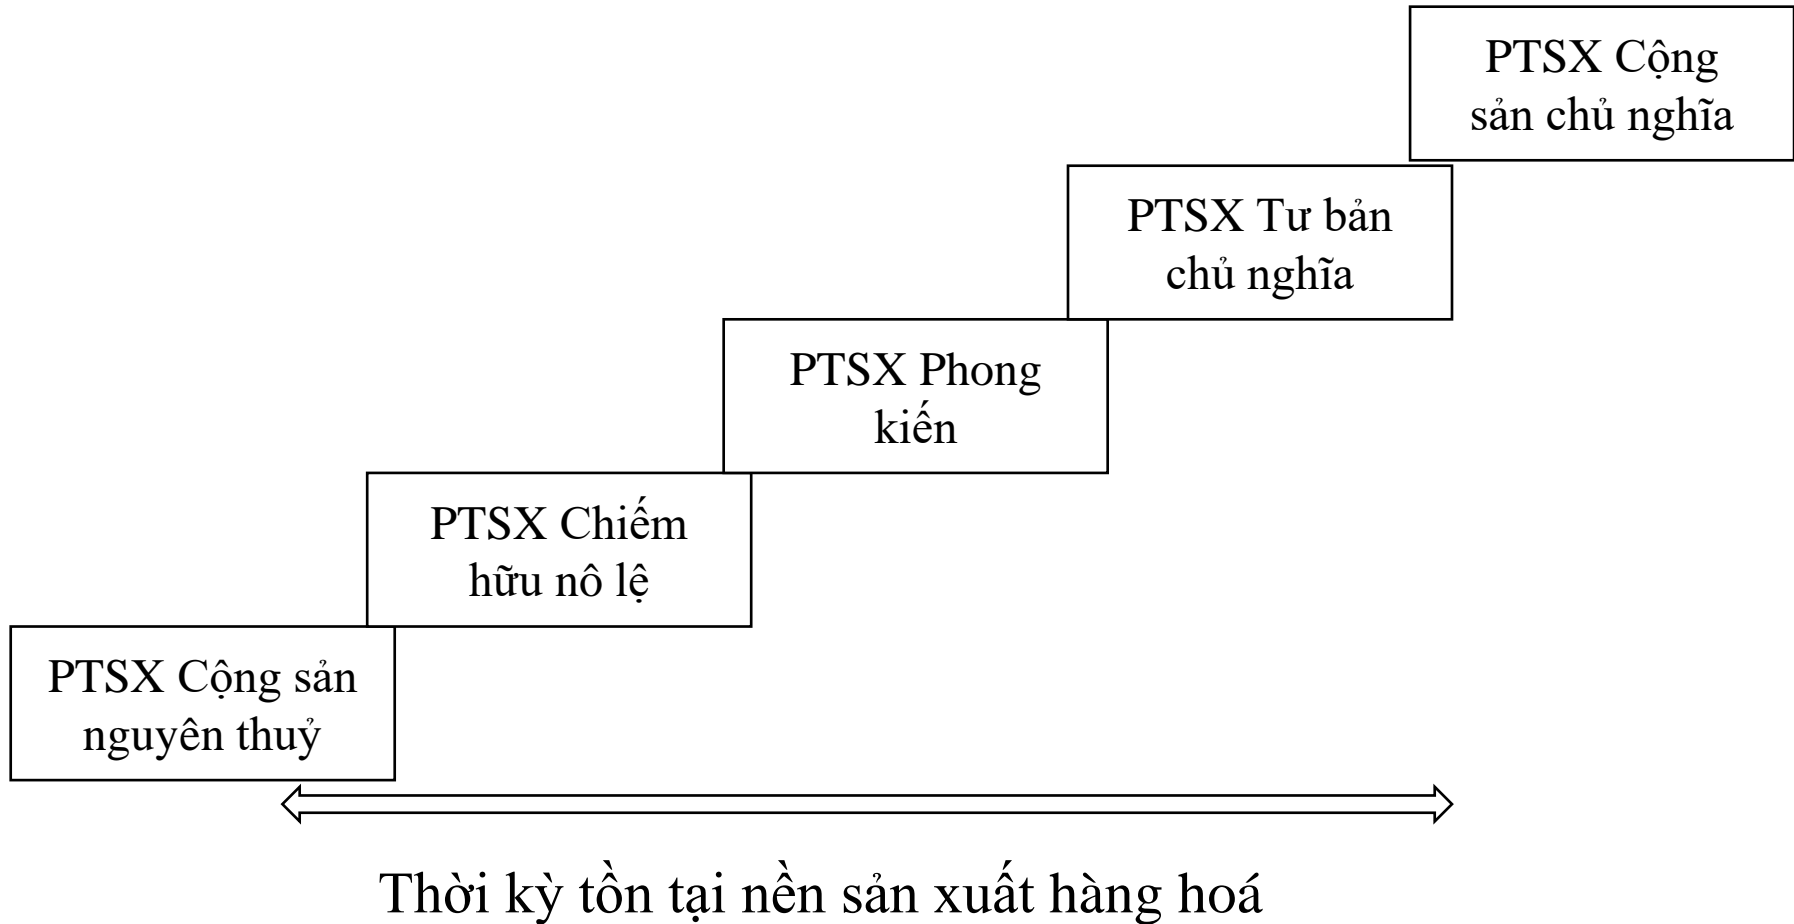 PTSX Cộng
sản chủ nghĩa
PTSX Tư bản
chủ nghĩa
PTSX Phong
kiến
PTSX Chiếm
hữu nô lệ
PTSX Cộng sản
nguyên thuỷ
Thời kỳ tồn tại nền sản xuất hàng hoá